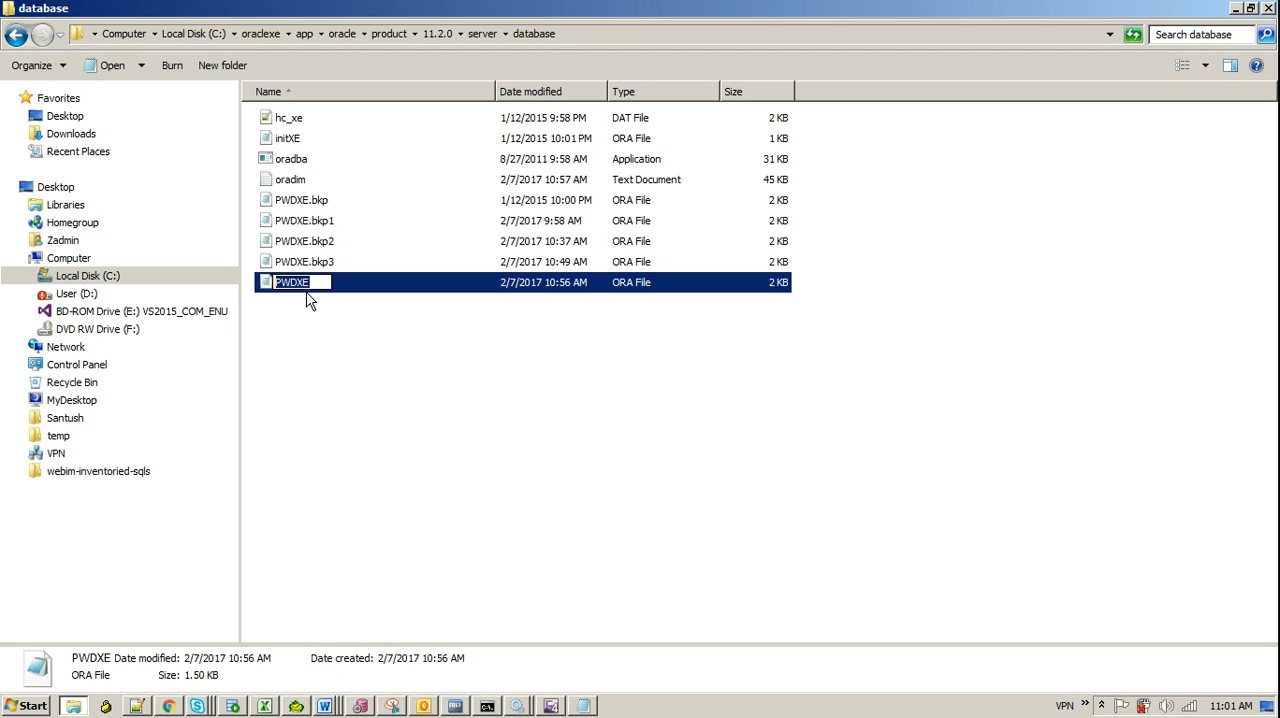 database
Computer Local Disk (C:) oraclexe app oracle product 11.2.0 server database Search database
Organize Open Burn New folder
Favorites
Desktop
Downloads
Recent Places
Desktop
Libraries
Homegroup
Zadmin
Computer
Local Disk (C:)
User (D:)
BD-ROM Drive (E:) VS2015_COM_ENU
DVD RW Drive (F:)
Network
Control Panel
Recycle Bin
MyDesktop
Santush
temp
VPN
webim-inventoried-sqls
Name Date modified Type Size
hc_xe 1/12/2015 9:58 PM DAT File 2 KB
initXE 1/12/2015 10:01 PM ORA File 1 KB
oradba 8/27/2011 9:58 AM Application 31 KB
oradim 2/7/2017 10:57 AM Text Document 45 KB
PWDXE.bkp 1/12/2015 10:00 PM ORA File 2 KB
PWDXE.bkp1 2/7/2017 9:58 AM ORA File 2 KB
PWDXE.bkp2 2/7/2017 10:37 AM ORA File 2 KB
PWDXE.bkp3 2/7/2017 10:49 AM ORA File 2 KB
PWDXE 2/7/2017 10:56 AM ORA File 2 KB
PWDXE Date modified: 2/7/2017 10:56 AM Date created: 2/7/2017 10:56 AM
ORA File Size: 1.50 KB
Start VPN 11:01 AM